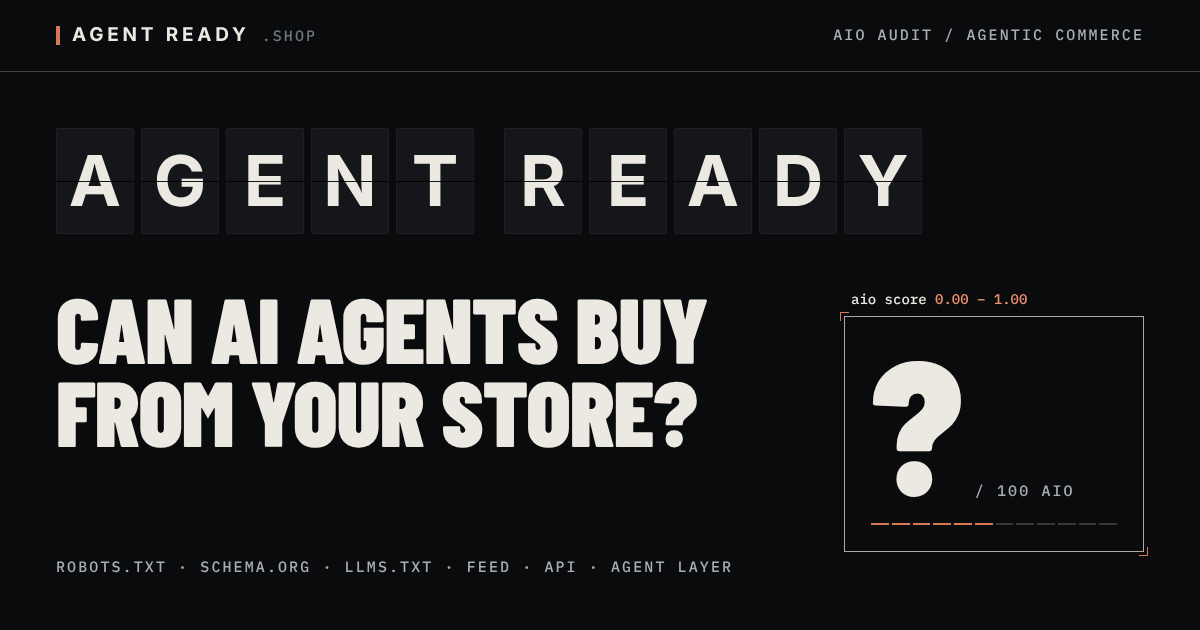 AGENT READY .SHOP
AIO AUDIT / AGENTIC COMMERCE
AGENT READY
CAN AI AGENTS BUY
FROM YOUR STORE?
aio score 0.00 – 1.00
?
/ 100 AIO
ROBOTS.TXT · SCHEMA.ORG · LLMS.TXT · FEED · API · AGENT LAYER